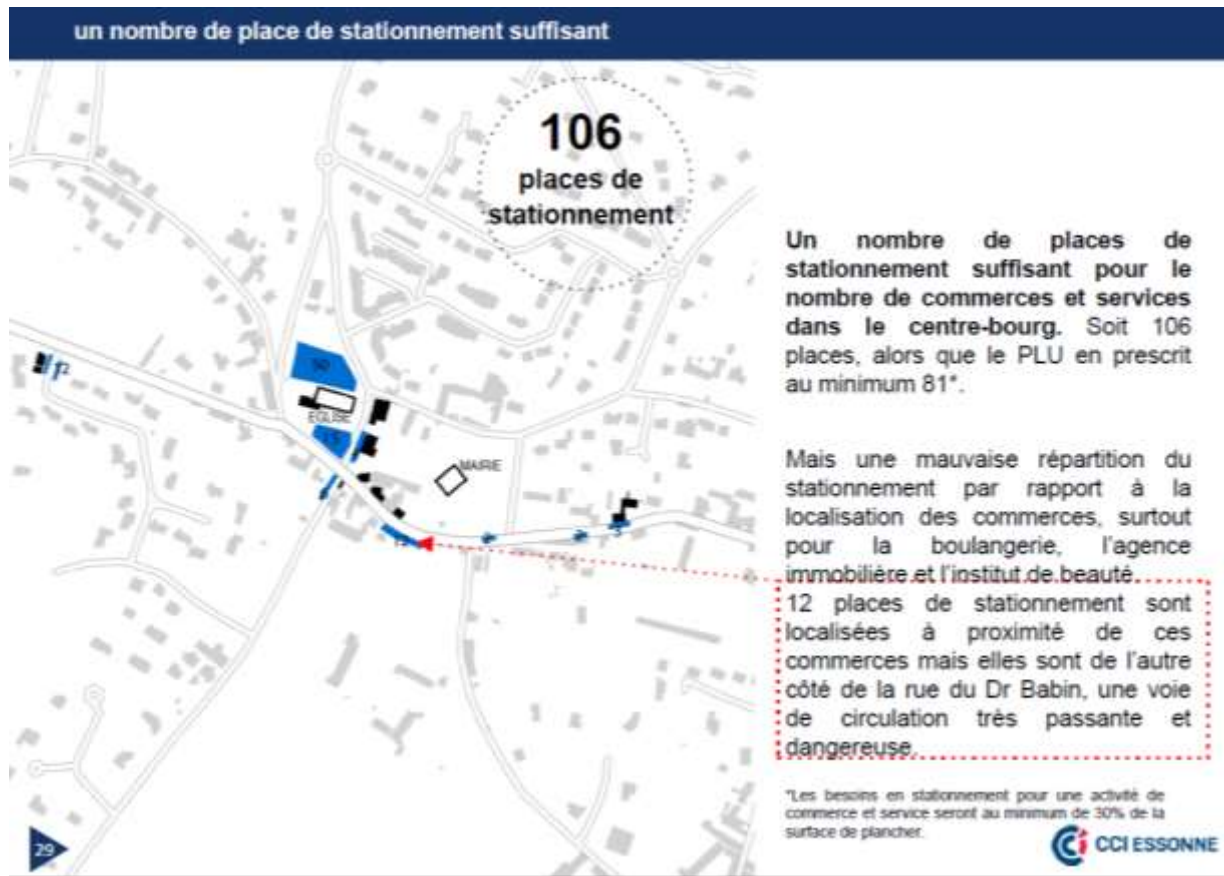 un nombre de place de stationnement suffisant
106
places de
stationnement
Un nombre de places de
stationnement suffisant pour le
nombre de commerces et services
dans le centre-bourg. Soit 106
places, alors que le PLU en prescrit
au minimum 81*.
EGLISE
MAIRIE
Mais une mauvaise répartition du
stationnement par rapport à la
localisation des commerces, surtout
pour la boulangerie, l'agence
immobilière et l'institut de beauté.
12 places de stationnement sont
localisées à proximité de ces
commerces mais elles sont de l'autre
côté de la rue du Dr Babin, une voie
de circulation très passante et
dangereuse.
*Les besoins en stationnement pour une activité de
commerce et service seront au minimum de 30% de la
surface de plancher.
29
CCI ESSONNE